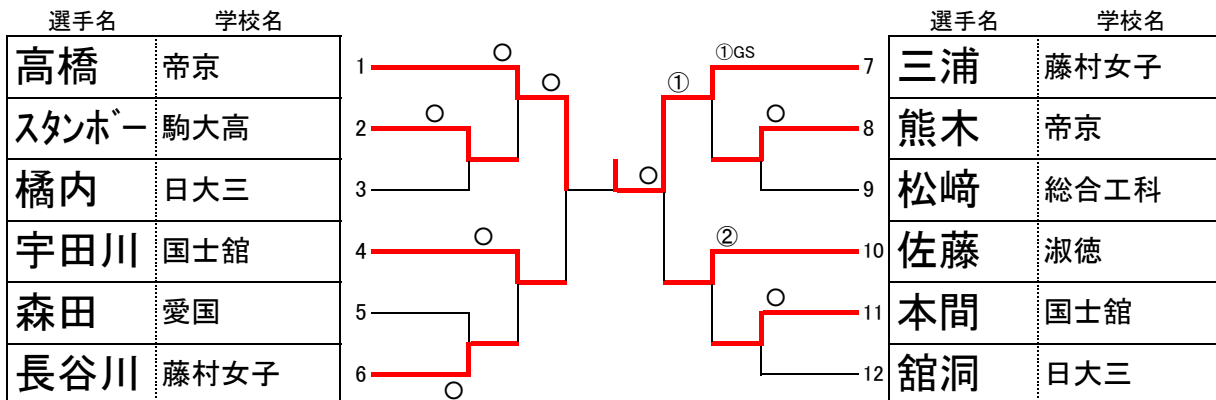 選手名 学校名 選手名 学校名
高橋 帝京 1 〇 〇 ① ①GS 7 三浦 藤村女子
スタンボー 駒大高 2 〇 〇 8 熊木 帝京
橘内 日大三 3 〇 9 松﨑 総合工科
宇田川 国士舘 4 〇 ② 10 佐藤 淑徳
森田 愛国 5 〇 11 本間 国士舘
長谷川 藤村女子 6 〇 12 舘洞 日大三